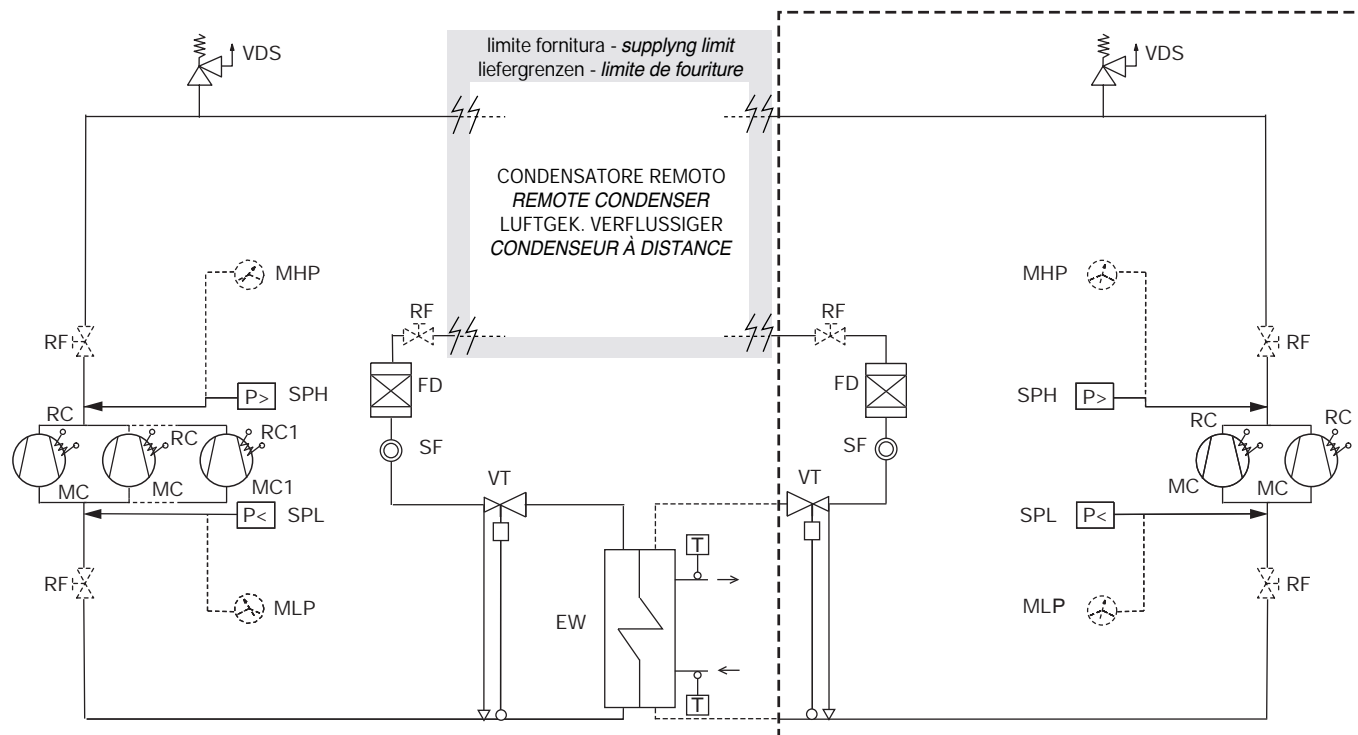 VDS
limite fornitura - supplyng limit
liefergrenzen - limite de fouriture
VDS
CONDENSATORE REMOTO
REMOTE CONDENSER
LUFTGEK. VERFLUSSIGER
CONDENSEUR À DISTANCE
MHP
MHP
RF
RF
RF
RF
FD
FD
P>
SPH
SPH
P>
RC
RC
RC1
RC
RC
SF
SF
MC
MC
MC1
MC
MC
VT
VT
P<
SPL
SPL
P<
T
RF
RF
MLP
MLP
EW
T